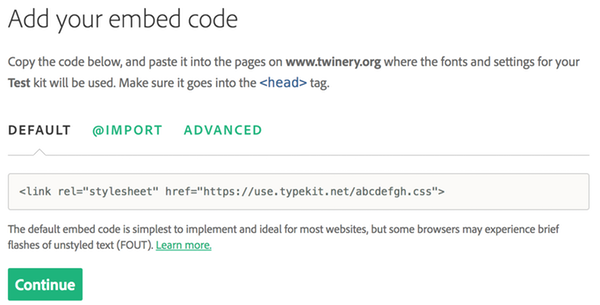 Add your embed code
Copy the code below, and paste it into the pages on www.twinery.org where the fonts and settings for your
Test kit will be used. Make sure it goes into the <head> tag.
DEFAULT @IMPORT ADVANCED
<link rel="stylesheet" href="https://use.typekit.net/abcdefgh.css">
The default embed code is simplest to implement and ideal for most websites, but some browsers may experience brief
flashes of unstyled text (FOUT). Learn more.
Continue